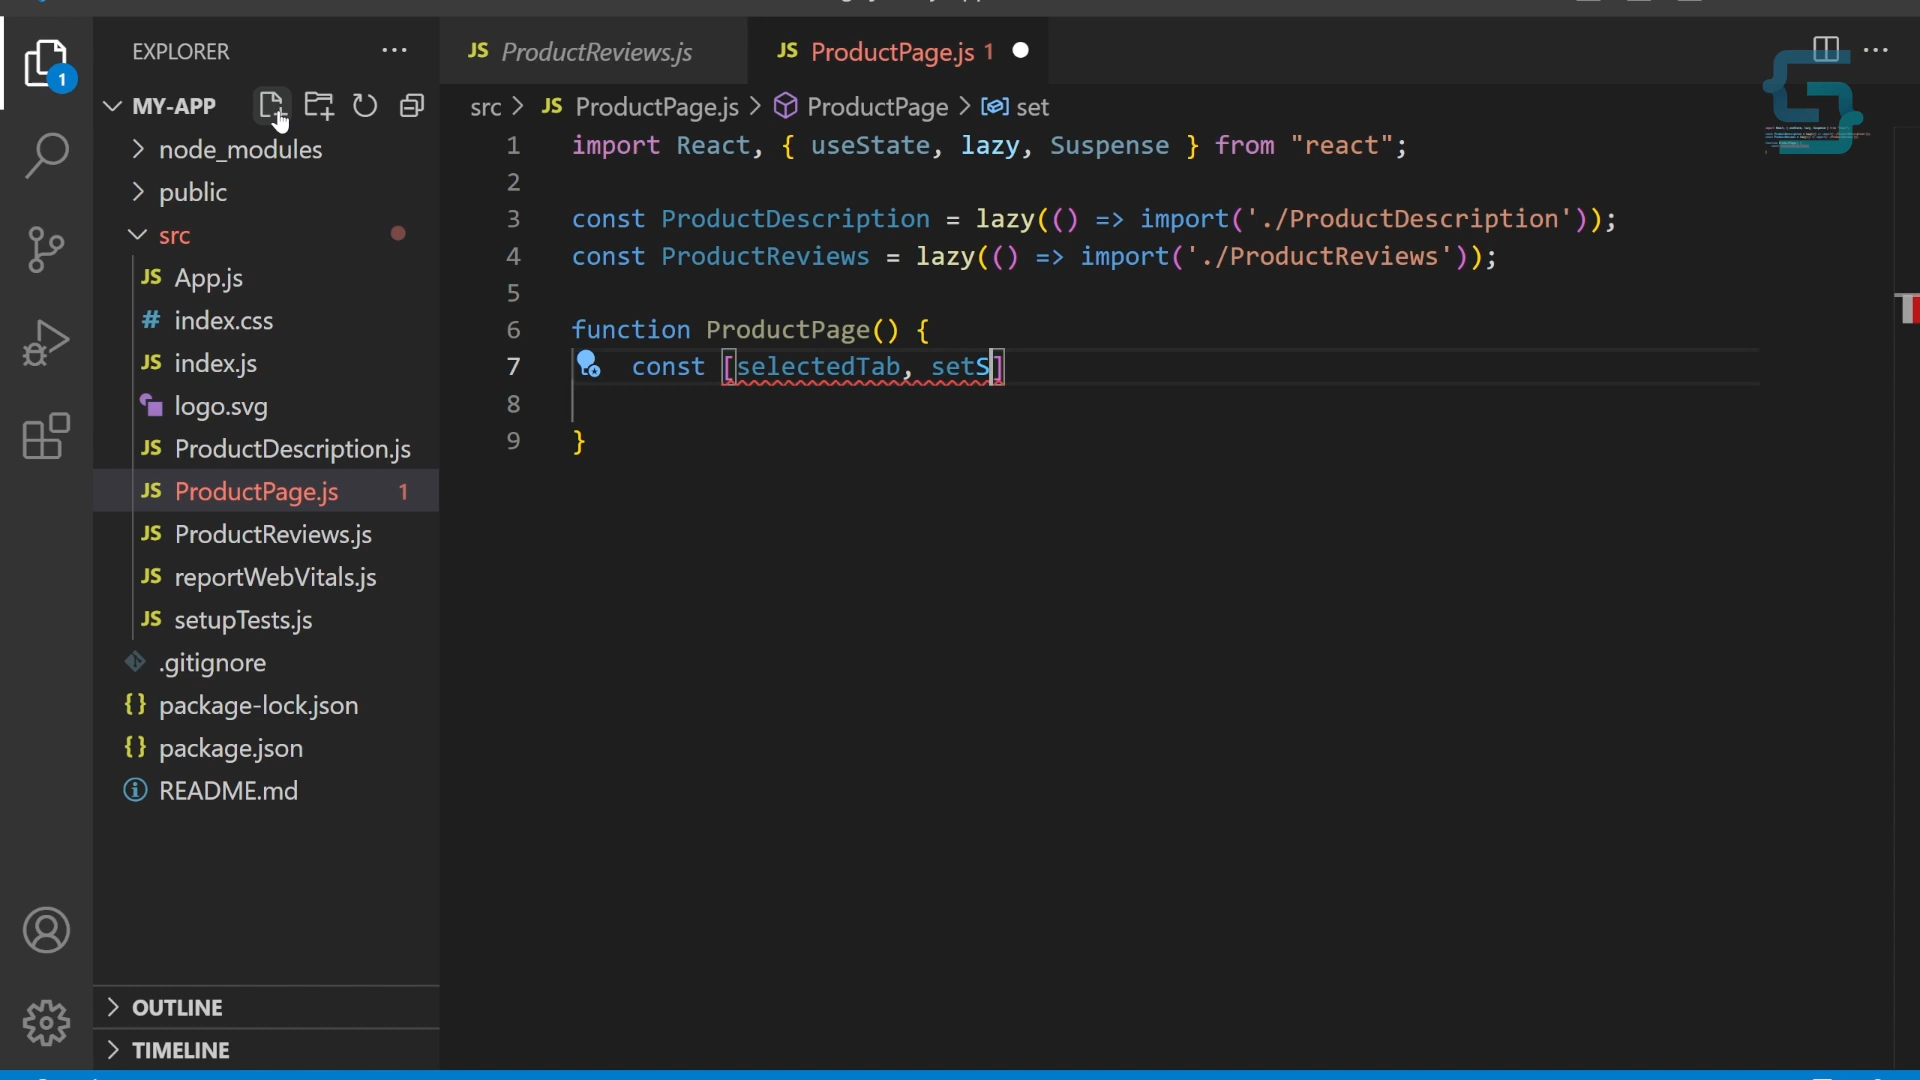 EXPLORER
MY-APP
node_modules
public
src
JS App.js
# index.css
JS index.js
logo.svg
JS ProductDescription.js
JS ProductPage.js 1
JS ProductReviews.js
JS reportWebVitals.js
JS setupTests.js
.gitignore
{} package-lock.json
{} package.json
README.md
OUTLINE
TIMELINE
1
JS ProductReviews.js
JS ProductPage.js 1
src > JS ProductPage.js > ProductPage > set
1 import React, { useState, lazy, Suspense } from "react";
2
3 const ProductDescription = lazy(() => import('./ProductDescription'));
4 const ProductReviews = lazy(() => import('./ProductReviews'));
5
6 function ProductPage() {
7 const [selectedTab, setS]
8
9 }